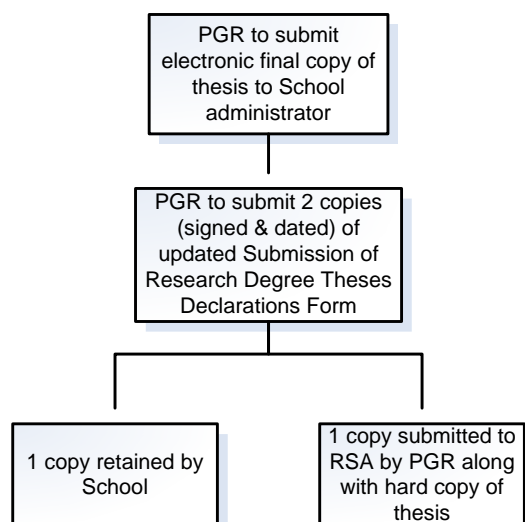 PGR to submit
electronic final copy of
thesis to School
administrator
PGR to submit 2 copies
(signed & dated) of
updated Submission of
Research Degree Theses
Declarations Form
1 copy retained by
School
1 copy submitted to
RSA by PGR along
with hard copy of
thesis